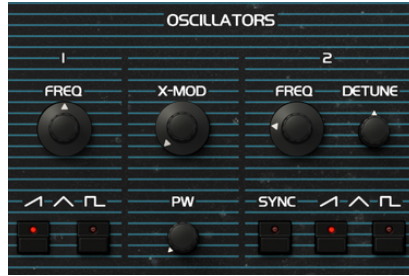 OSCILLATORS
1 2
FREQ X-MOD FREQ DETUNE
PW SYNC